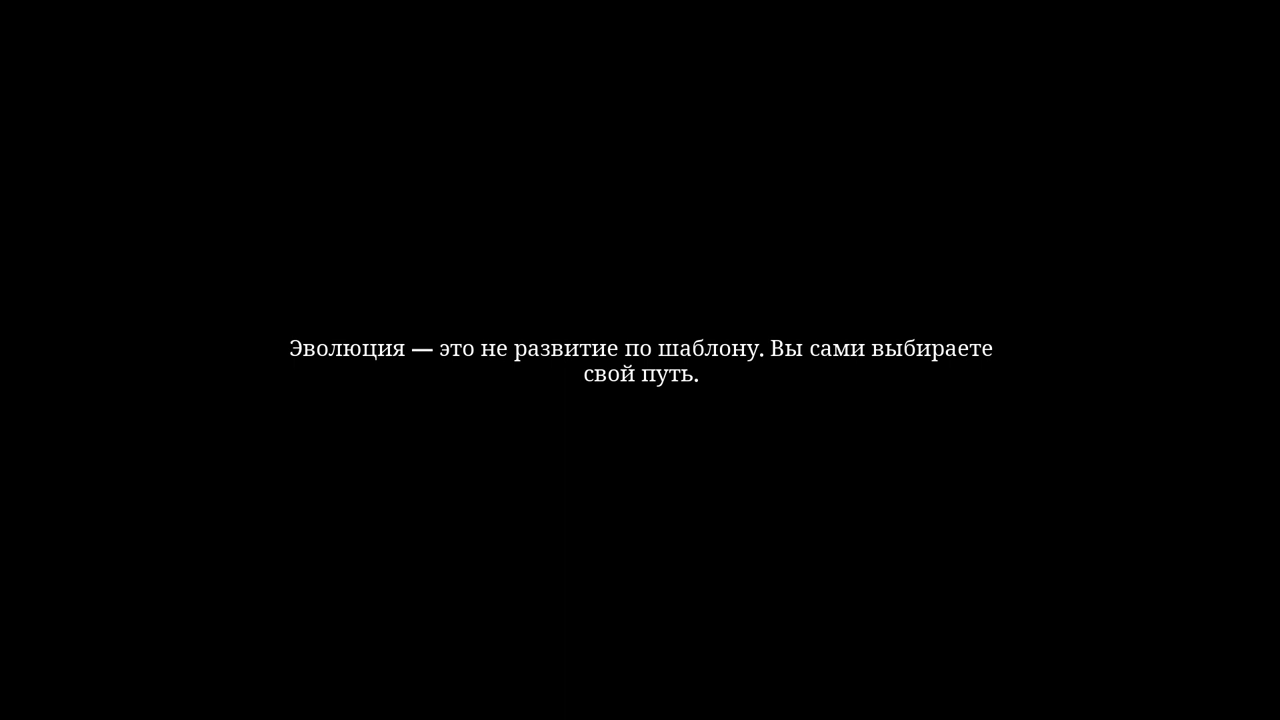 Эволюция — это не развитие по шаблону. Вы сами выбираете
свой путь.